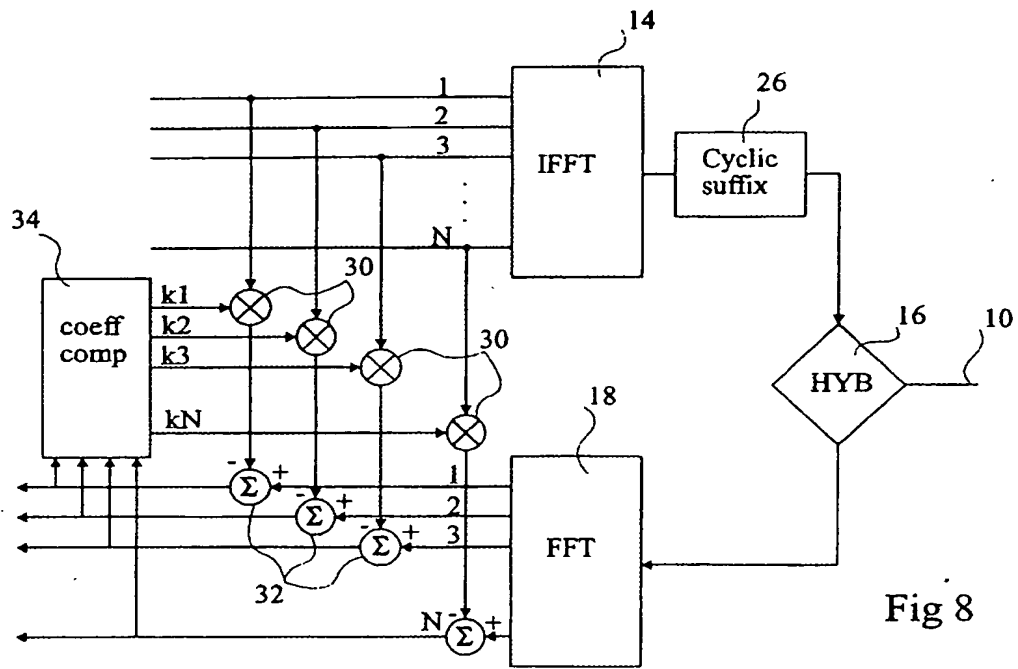 14
1
2
3
N
IFFT
26
Cyclic
suffix
34
coeff
comp
k1
k2
k3
kN
30
30
16
HYB
10
18
FFT
- Σ +
1
- Σ +
2
- Σ +
3
32
N
- Σ +
Fig 8